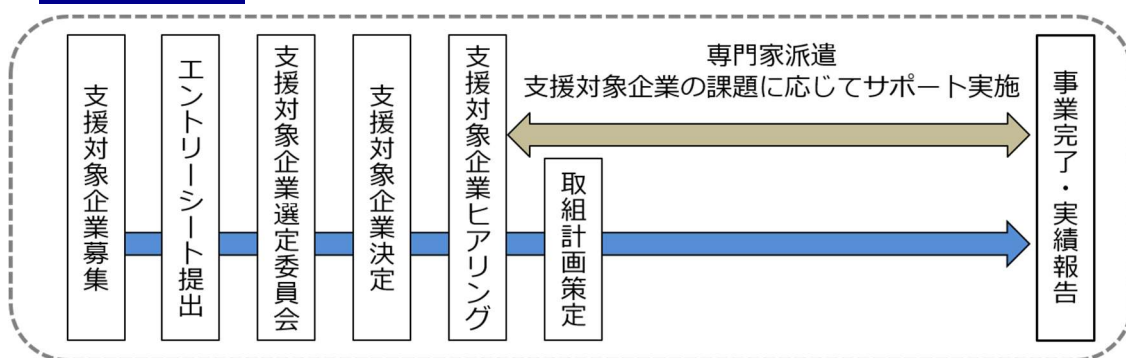 支援対象企業募集
エントリーシート提出
支援対象企業選定委員会
支援対象企業決定
支援対象企業ヒアリング
専門家派遣
支援対象企業の課題に応じてサポート実施
取組計画策定
事業完了・実績報告